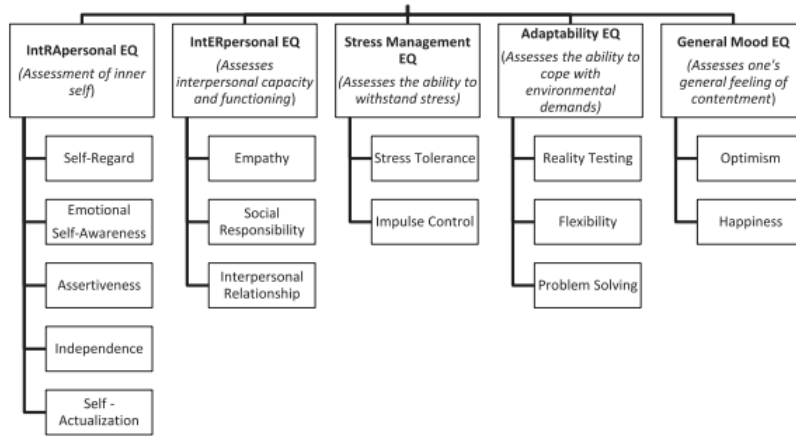 IntRApersonal EQ
(Assessment of inner
self)
IntERpersonal EQ
(Assesses
interpersonal capacity
and functioning)
Stress Management
EQ
(Assesses the ability to
withstand stress)
Adaptability EQ
(Assesses the ability to
cope with
environmental
demands)
General Mood EQ
(Assesses one's
general feeling of
contentment)
Self-Regard
Emotional
Self-Awareness
Assertiveness
Independence
Self -
Actualization
Empathy
Social
Responsibility
Interpersonal
Relationship
Stress Tolerance
Impulse Control
Reality Testing
Flexibility
Problem Solving
Optimism
Happiness